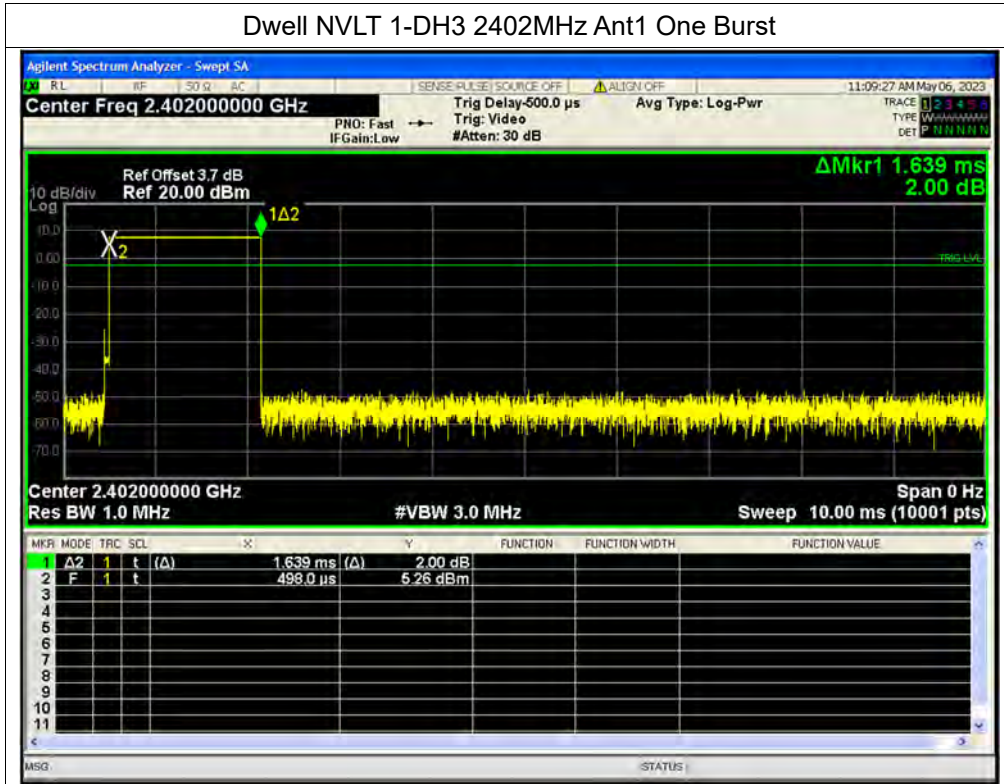 Dwell NVLT 1-DH3 2402MHz Ant1 One Burst
Agilent Spectrum Analyzer - Swept SA
LXI RL RF 50 Ω AC SENSE:PULSE SOURCE OFF ALIGN OFF 11:09:27 AM May 06, 2023
Center Freq 2.402000000 GHz Trig Delay-500.0 µs Avg Type: Log-Pwr TRACE 1 2 3 4 5 6
PNO: Fast Trig: Video TYPE W
IFGain:Low #Atten: 30 dB DET P N N N N N
ΔMkr1 1.639 ms
2.00 dB
Ref Offset 3.7 dB
10 dB/div Ref 20.00 dBm
Log
1Δ2
10.0
2
0.00
TRIG LVL
-10.0
-20.0
-30.0
-40.0
-50.0
-60.0
-70.0
Center 2.402000000 GHz Span 0 Hz
Res BW 1.0 MHz #VBW 3.0 MHz Sweep 10.00 ms (10001 pts)
MKR MODE TRC SCL X Y FUNCTION FUNCTION WIDTH FUNCTION VALUE
1 Δ2 1 t (Δ) 1.639 ms (Δ) 2.00 dB
2 F 1 t 498.0 µs 5.26 dBm
3
4
5
6
7
8
9
10
11
MSG STATUS